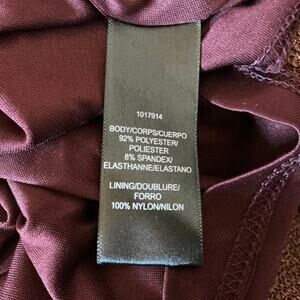 1017914
BODY/CORPS/CUERPO
92% POLYESTER/
POLIESTER
8% SPANDEX/
ELASTHANNE/ELASTANO
LINING/DOUBLURE/
FORRO
100% NYLON/NILON